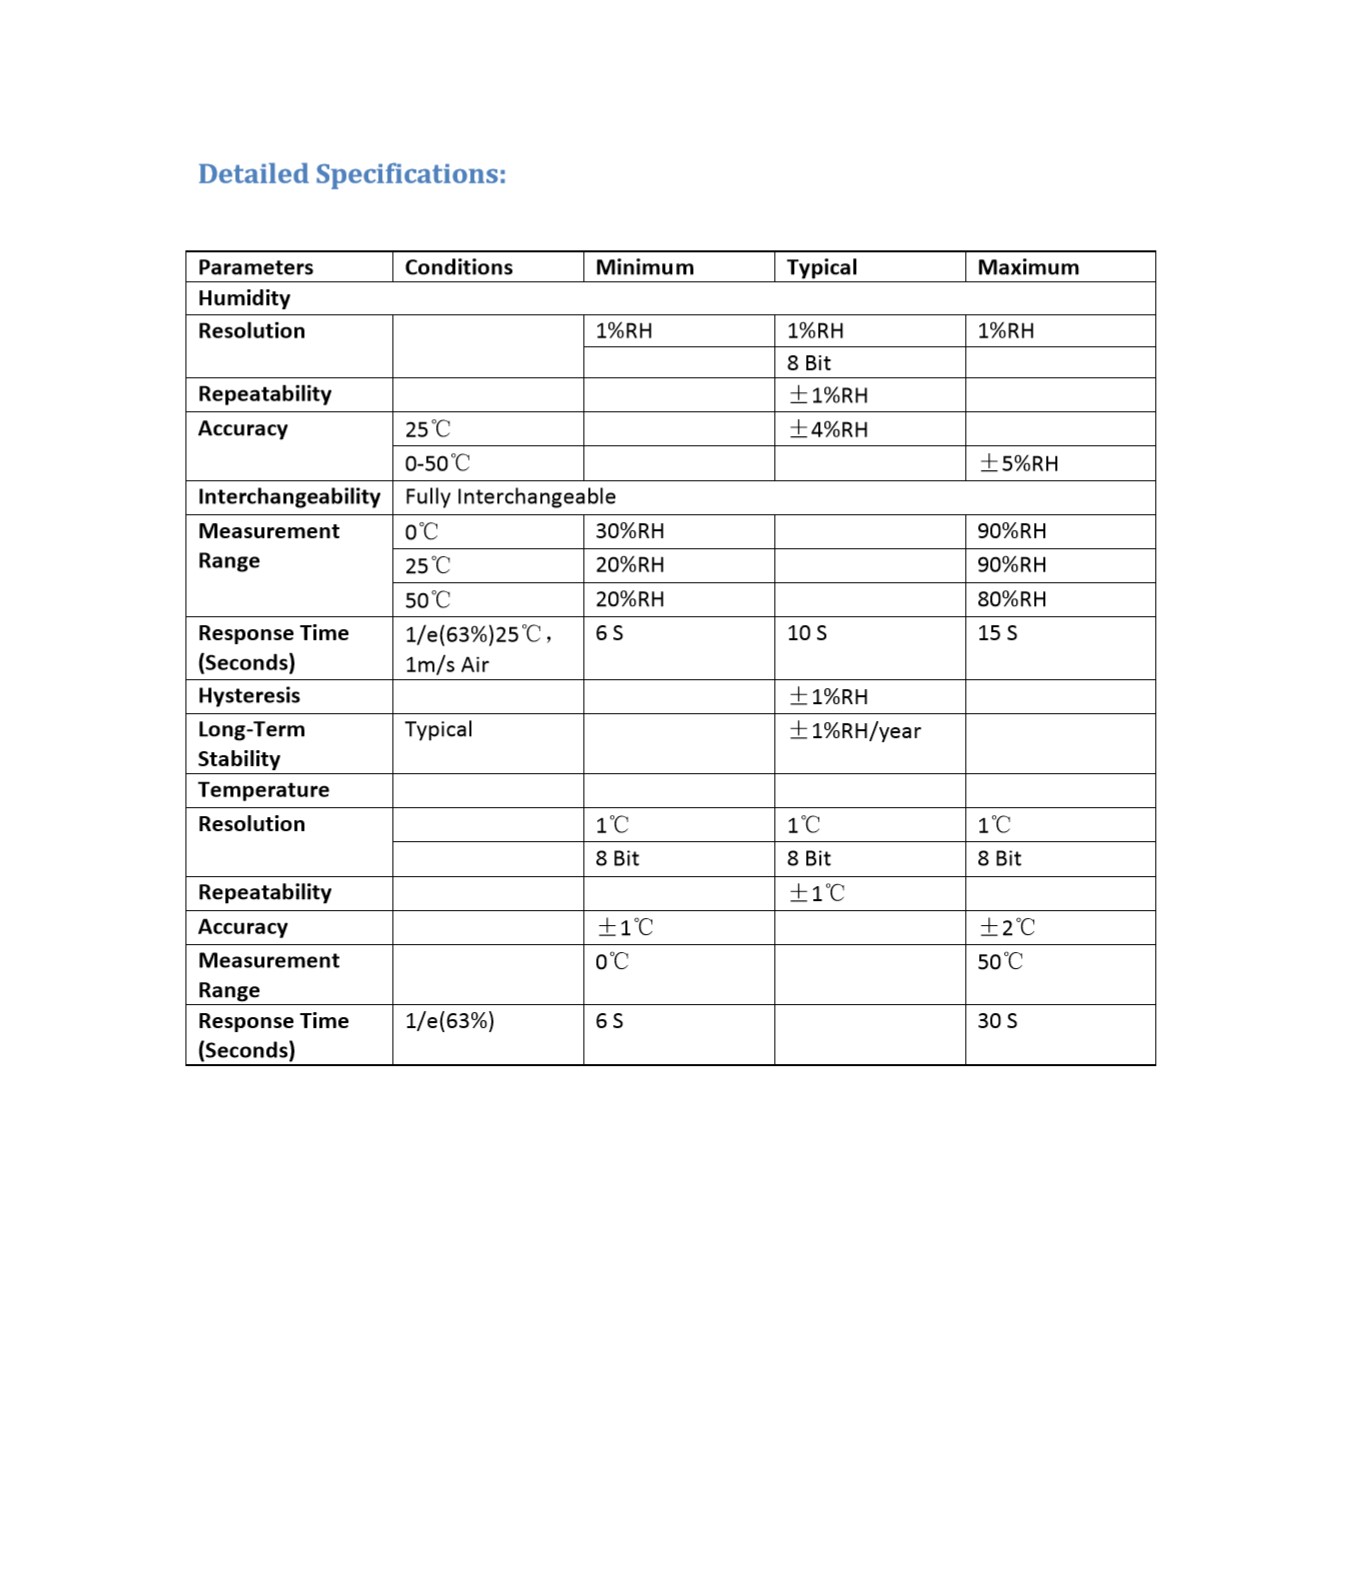 Detailed Specifications:
Parameters Conditions Minimum Typical Maximum
Humidity
Resolution 1%RH 1%RH 1%RH
8 Bit
Repeatability ±1%RH
Accuracy 25℃ ±4%RH
0-50℃ ±5%RH
Interchangeability Fully Interchangeable
Measurement 0℃ 30%RH 90%RH
Range 25℃ 20%RH 90%RH
50℃ 20%RH 80%RH
Response Time 1/e(63%)25℃， 6 S 10 S 15 S
(Seconds) 1m/s Air
Hysteresis ±1%RH
Long-Term Typical ±1%RH/year
Stability
Temperature
Resolution 1℃ 1℃ 1℃
8 Bit 8 Bit 8 Bit
Repeatability ±1℃
Accuracy ±1℃ ±2℃
Measurement 0℃ 50℃
Range
Response Time 1/e(63%) 6 S 30 S
(Seconds)